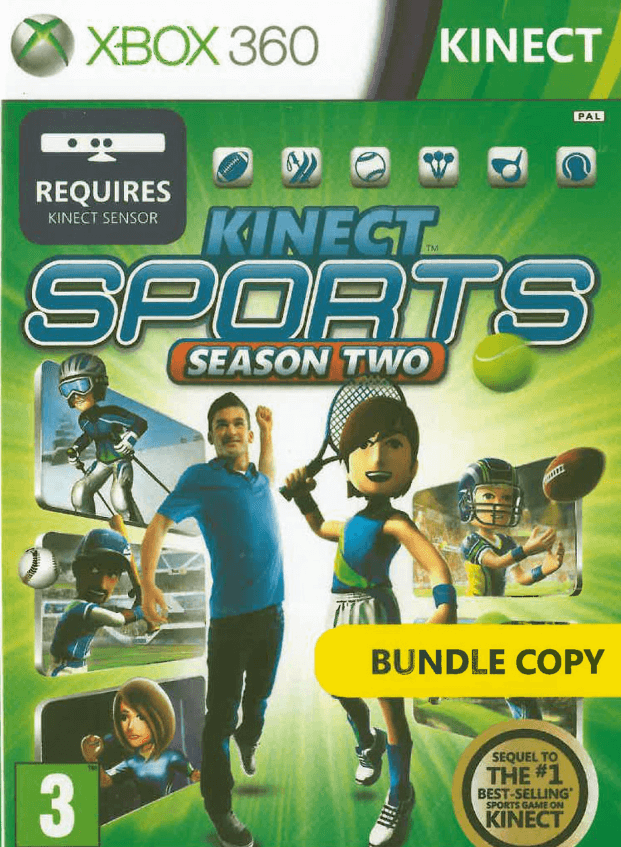 XBOX 360
KINECT
PAL
REQUIRES
KINECT SENSOR
KINECT™
SPORTS
SEASON TWO
BUNDLE COPY
SEQUEL TO
THE #1
BEST-SELLING*
SPORTS GAME ON
KINECT
3™